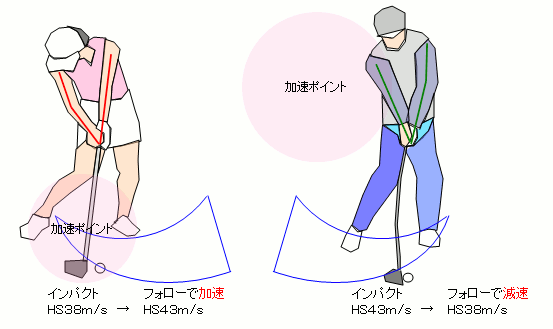 加速ポイント
加速ポイント
インパクト フォローで加速
HS38m/s → HS43m/s
インパクト フォローで減速
HS43m/s → HS38m/s